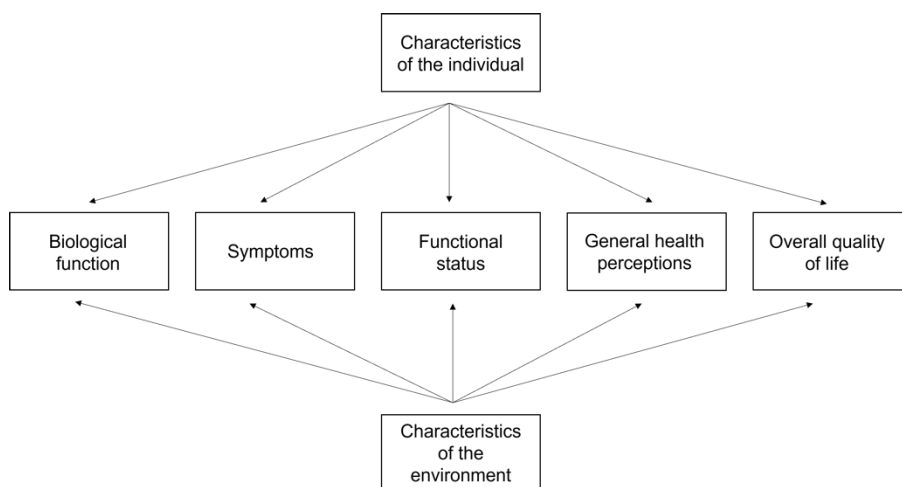 Characteristics
of the individual
Biological
function
Symptoms
Functional
status
General health
perceptions
Overall quality
of life
Characteristics
of the
environment